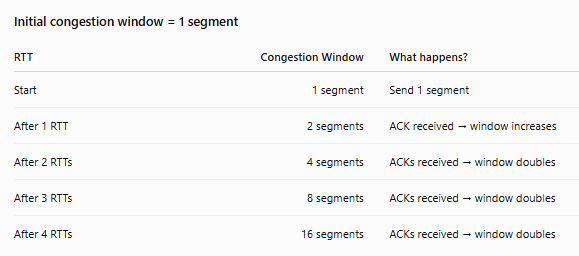 Initial congestion window = 1 segment
RTT Congestion Window What happens?
Start 1 segment Send 1 segment
After 1 RTT 2 segments ACK received → window increases
After 2 RTTs 4 segments ACKs received → window doubles
After 3 RTTs 8 segments ACKs received → window doubles
After 4 RTTs 16 segments ACKs received → window doubles